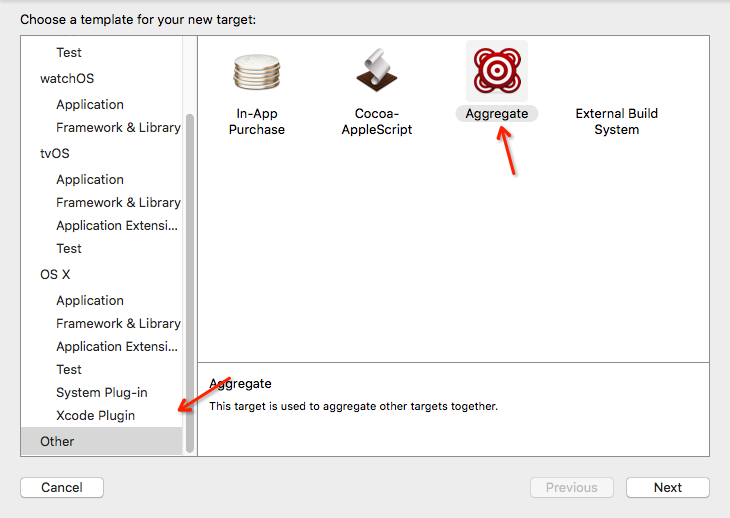 Choose a template for your new target:
Test
watchOS
Application
Framework & Library
tvOS
Application
Framework & Library
Application Extensi...
Test
OS X
Application
Framework & Library
Application Extensi...
Test
System Plug-in
Xcode Plugin
Other
In-App
Purchase
Cocoa-
AppleScript
Aggregate
External Build
System
Aggregate
This target is used to aggregate other targets together.
Cancel
Previous
Next